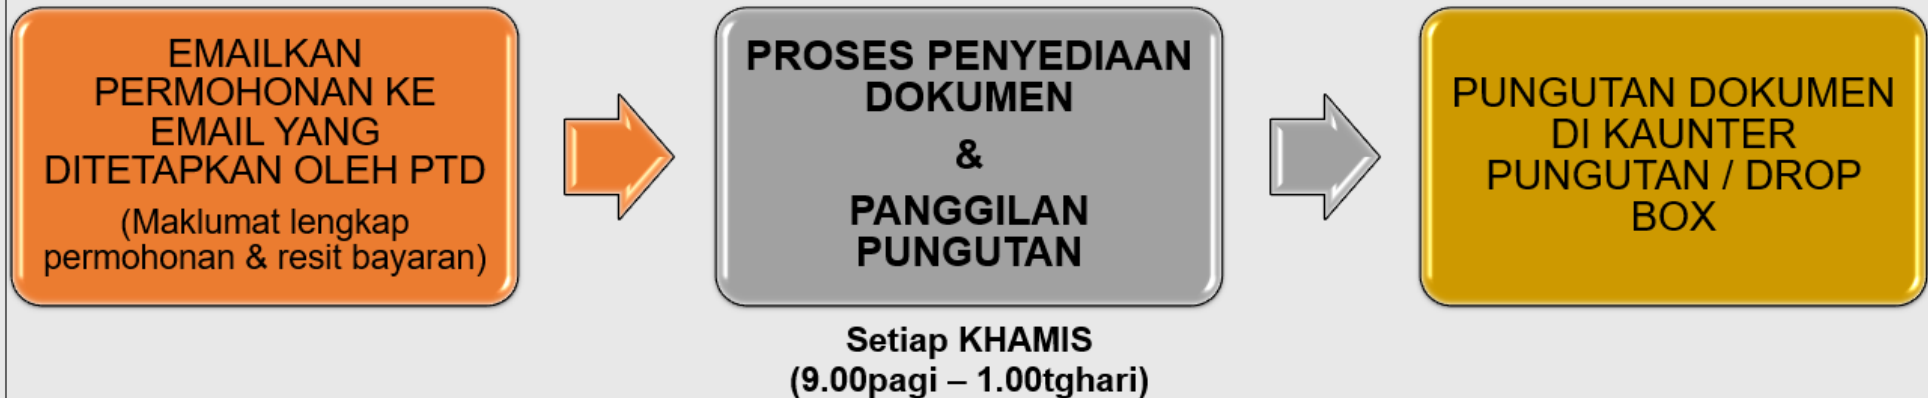 EMAILKAN
PERMOHONAN KE
EMAIL YANG
DITETAPKAN OLEH PTD
(Maklumat lengkap
permohonan & resit bayaran)
PROSES PENYEDIAAN
DOKUMEN
&
PANGGILAN
PUNGUTAN
Setiap KHAMIS
(9.00pagi – 1.00tghari)
PUNGUTAN DOKUMEN
DI KAUNTER
PUNGUTAN / DROP
BOX